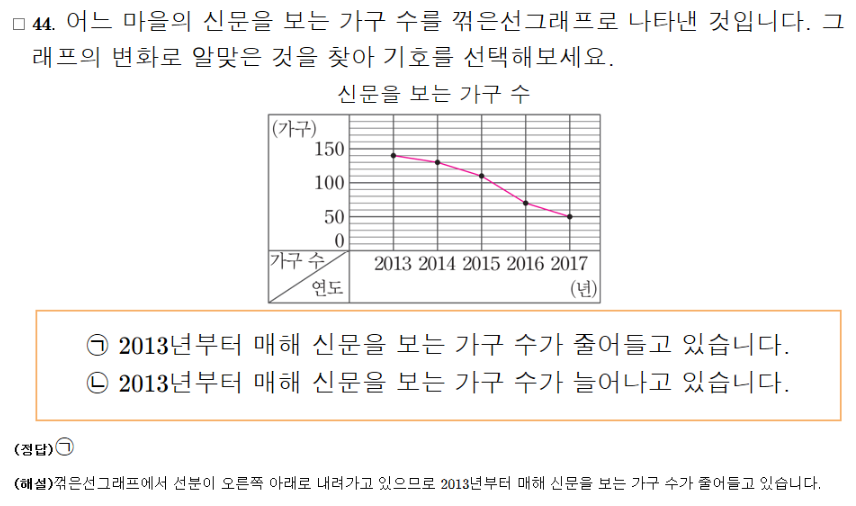 □ 44. 어느 마을의 신문을 보는 가구 수를 꺾은선그래프로 나타낸 것입니다. 그
래프의 변화로 알맞은 것을 찾아 기호를 선택해보세요.
신문을 보는 가구 수
(가구)
150
100
50
0
가구 수
연도
2013 2014 2015 2016 2017
(년)
㉠ 2013년부터 매해 신문을 보는 가구 수가 줄어들고 있습니다.
㉡ 2013년부터 매해 신문을 보는 가구 수가 늘어나고 있습니다.
(정답)㉠
(해설)꺾은선그래프에서 선분이 오른쪽 아래로 내려가고 있으므로 2013년부터 매해 신문을 보는 가구 수가 줄어들고 있습니다.